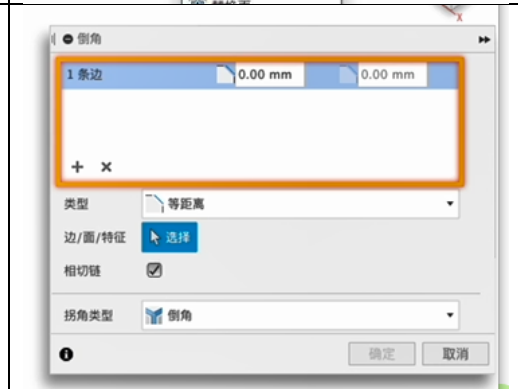 倒角
1 条边 0.00 mm 0.00 mm
+ ×
类型 等距离
边/面/特征 选择
相切链
拐角类型 倒角
确定 取消
X